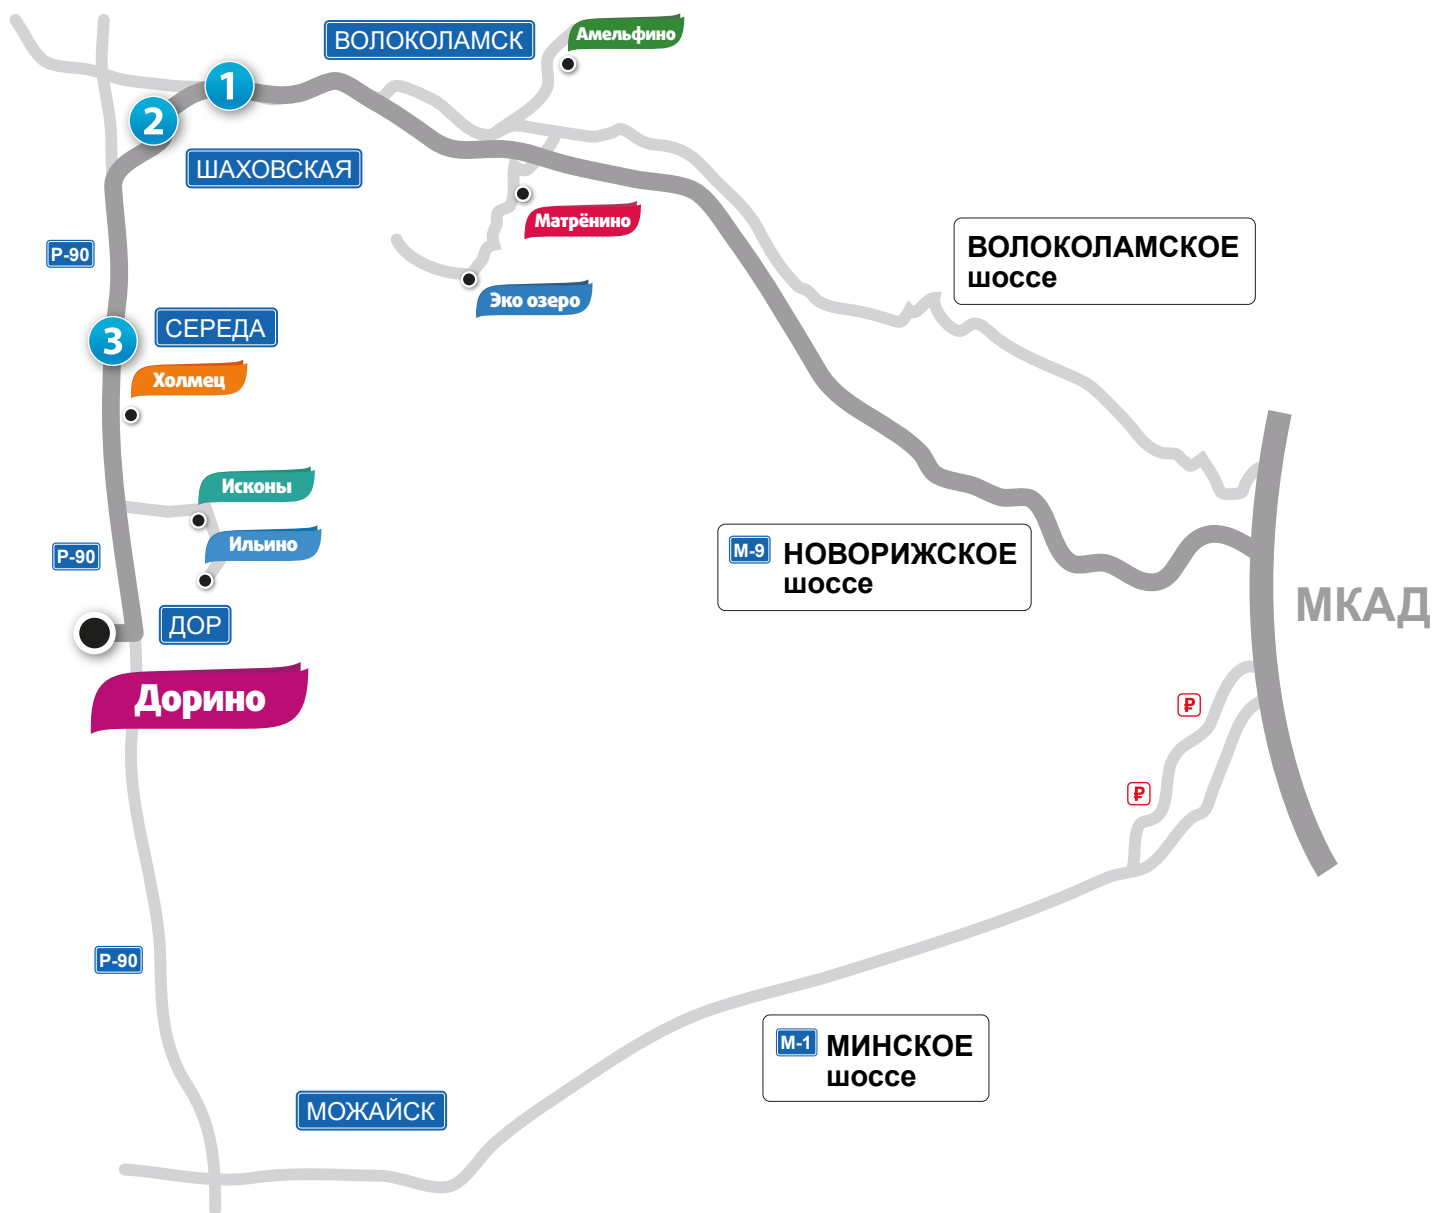 ВОЛОКОЛАМСК
Амельфино
1
2
ШАХОВСКАЯ
Матрёнино
Р-90
ВОЛОКОЛАМСКОЕ
шоссе
Эко озеро
3
СЕРЕДА
Холмец
Исконы
Ильино
Р-90
М-9 НОВОРИЖСКОЕ
шоссе
МКАД
ДОР
Дорино
₽
₽
Р-90
М-1 МИНСКОЕ
шоссе
МОЖАЙСК